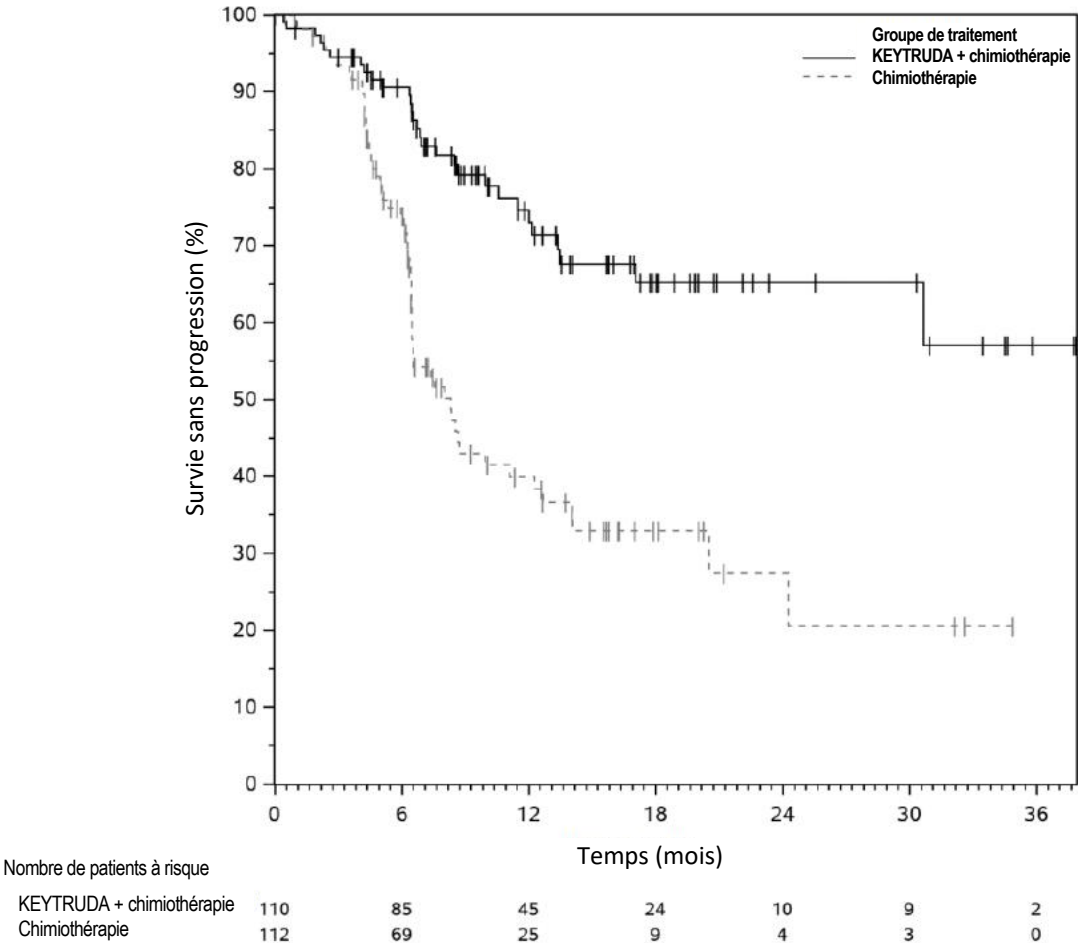 Groupe de traitement
KEYTRUDA + chimiothérapie
Chimiothérapie
Survie sans progression (%)
100
90
80
70
60
50
40
30
20
10
0
0 6 12 18 24 30 36
Temps (mois)
Nombre de patients à risque
KEYTRUDA + chimiothérapie 110 85 45 24 10 9 2
Chimiothérapie 112 69 25 9 4 3 0